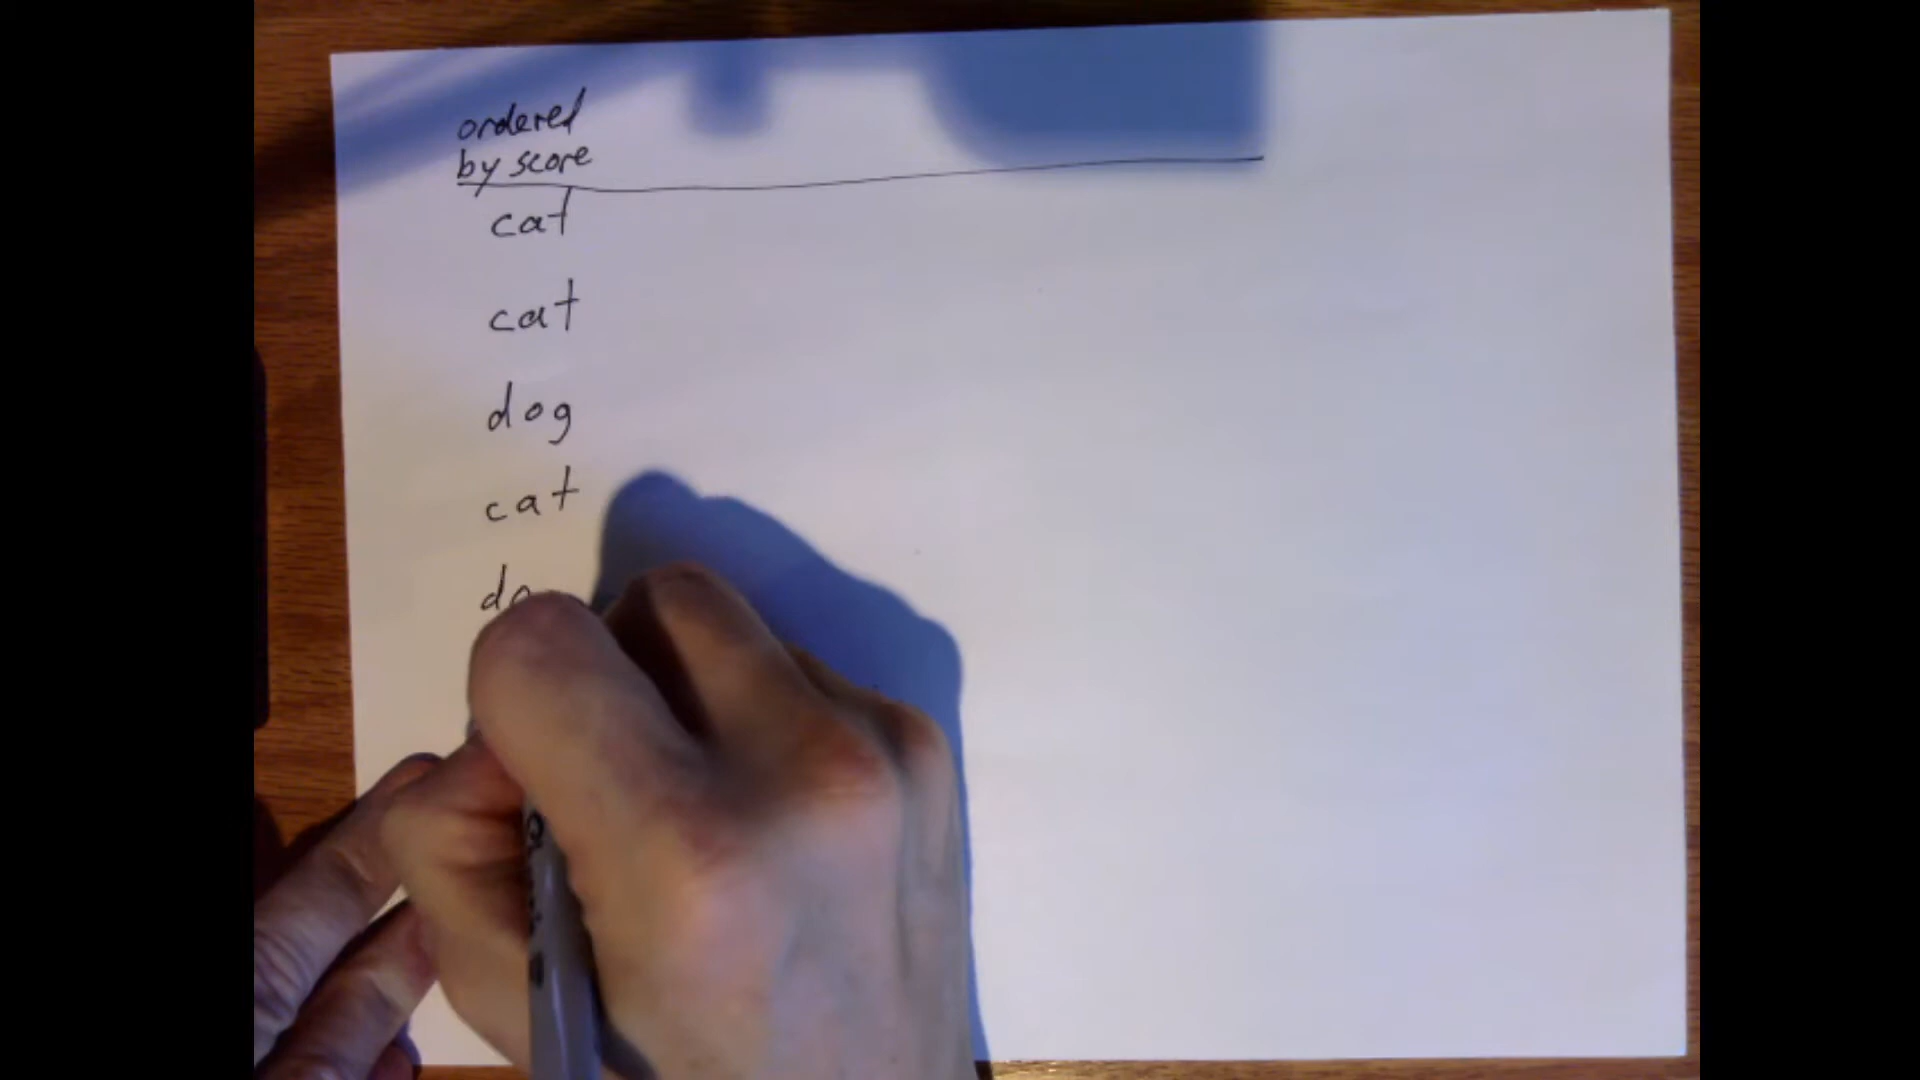 ordered
by score
cat
cat
dog
cat